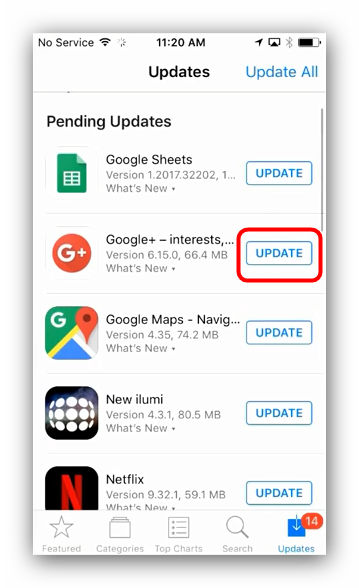 No Service 11:20 AM
Updates Update All
Pending Updates
Google Sheets
Version 1.2017.32202, 1...
What's New
UPDATE
Google+ – interests,...
Version 6.15.0, 66.4 MB
What's New
UPDATE
Google Maps - Navig...
Version 4.35, 74.2 MB
What's New
UPDATE
New ilumi
Version 4.3.1, 80.5 MB
What's New
UPDATE
Netflix
Version 9.32.1, 59.1 MB
What's New
UPDATE
14
Featured Categories Top Charts Search Updates